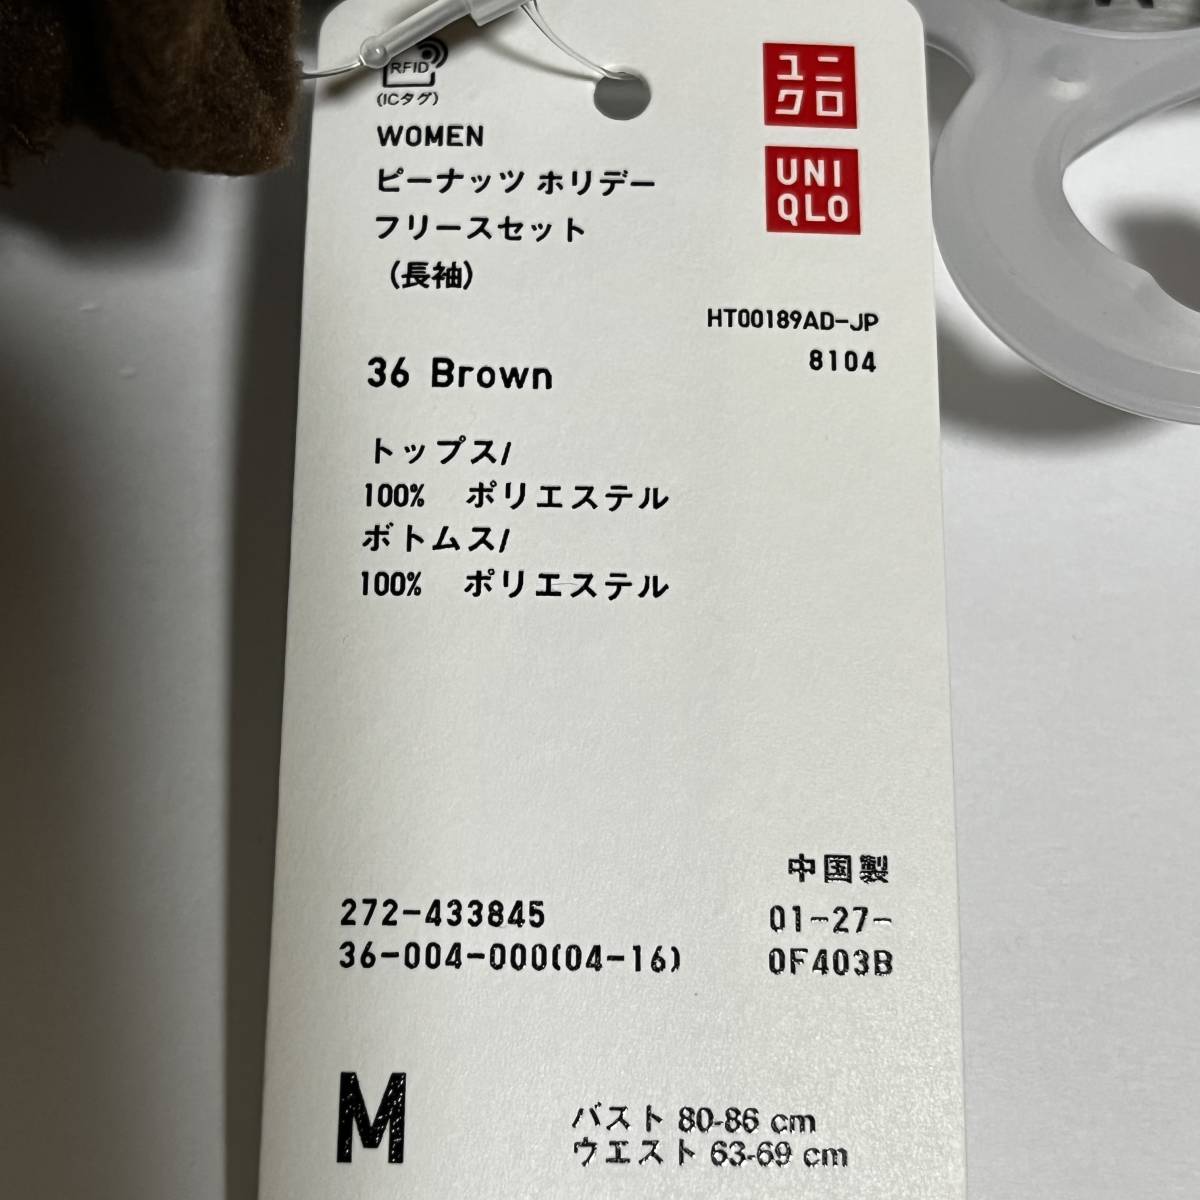 RFID
(ICタグ)
WOMEN
ピーナッツ ホリデー
フリースセット
(長袖)
ユニ
クロ
UNI
QLO
HT00189AD-JP
8104
36 Brown
トップス/
100% ポリエステル
ボトムス/
100% ポリエステル
中国製
272-433845
01-27-
36-004-000(04-16)
0F403B
M
バスト 80-86 cm
ウエスト 63-69 cm